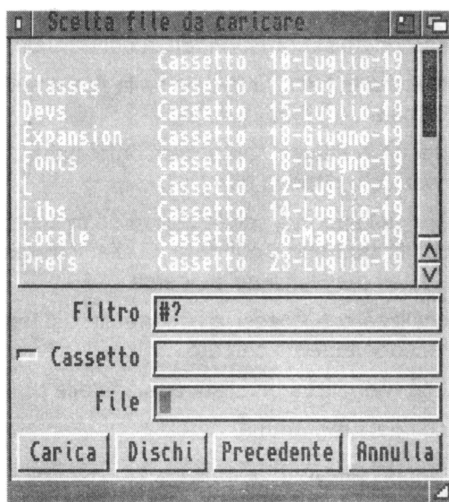 Scelta file da caricare
C Cassetto 10-Luglio-19
Classes Cassetto 10-Luglio-19
Devs Cassetto 15-Luglio-19
Expansion Cassetto 18-Giugno-19
Fonts Cassetto 18-Giugno-19
L Cassetto 12-Luglio-19
Libs Cassetto 14-Luglio-19
Locale Cassetto 6-Maggio-19
Prefs Cassetto 23-Luglio-19
Filtro #?
Cassetto
File
Carica Dischi Precedente Annulla